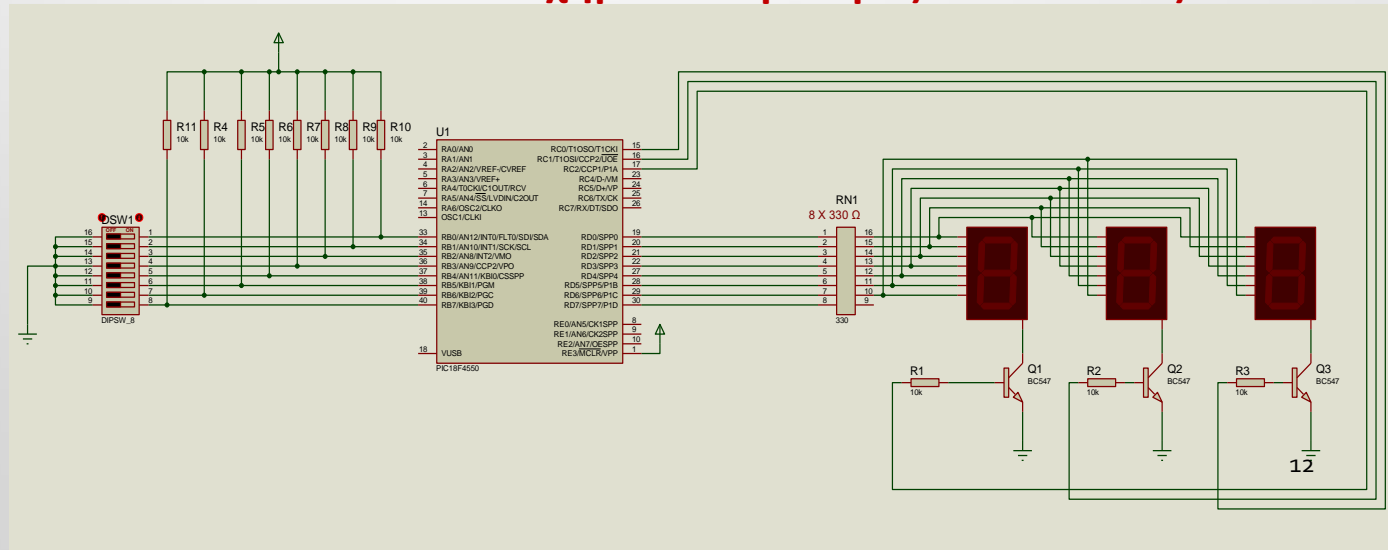 R11 R4 R5 R6 R7 R8 R9 R10
10k 10k 10k 10k 10k 10k 10k 10k
U1
2 RA0/AN0 RC0/T1OSO/T1CKI 15
3 RA1/AN1 RC1/T1OSI/CCP2/UOE 16
4 RA2/AN2/VREF-/CVREF RC2/CCP1/P1A 17
5 RA3/AN3/VREF+ RC4/D-/VM 23
6 RA4/T0CKI/C1OUT/RCV RC5/D+/VP 24
7 RA5/AN4/SS/LVDIN/C2OUT RC6/TX/CK 25
14 RA6/OSC2/CLKO RC7/RX/DT/SDO 26
13 OSC1/CLKI
33 RB0/AN12/INT0/FLT0/SDI/SDA RD0/SPP0 19
34 RB1/AN10/INT1/SCK/SCL RD1/SPP1 20
35 RB2/AN8/INT2/VMO RD2/SPP2 21
36 RB3/AN9/CCP2/VPO RD3/SPP3 22
37 RB4/AN11/KBI0/CSSPP RD4/SPP4 27
38 RB5/KBI1/PGM RD5/SPP5/P1B 28
39 RB6/KBI2/PGC RD6/SPP6/P1C 29
40 RB7/KBI3/PGD RD7/SPP7/P1D 30
RE0/AN5/CK1SPP 8
RE1/AN6/CK2SPP 9
RE2/AN7/OESPP 10
18 VUSB RE3/MCLR/VPP 1
PIC18F4550
DSW1
OFF ON
16 1
15 2
14 3
13 4
12 5
11 6
10 7
9 8
DIPSW_8
RN1
8 X 330 Ω
1 16
2 15
3 14
4 13
5 12
6 11
7 10
8 9
330
R1 Q1 R2 Q2 R3 Q3
10k BC547 10k BC547 10k BC547
12